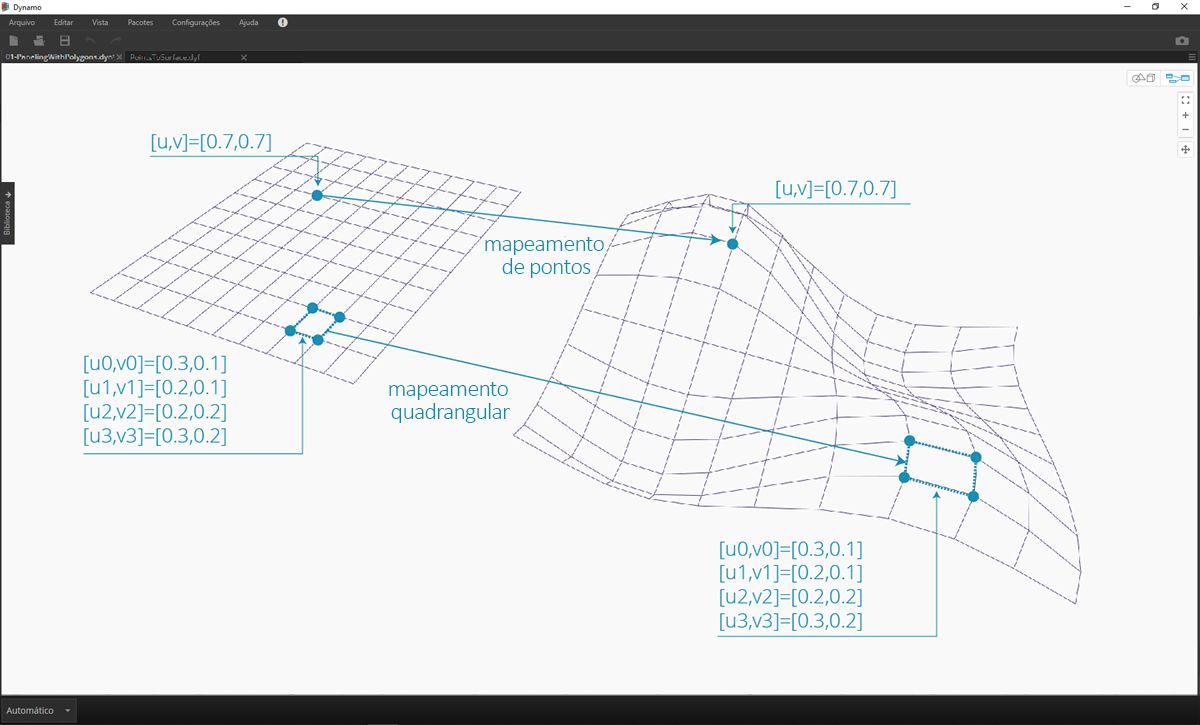 Dynamo
Arquivo Editar Vista Pacotes Configurações Ajuda
01-PanelingWithPolygons.dyn* PointsToSurface.dyf
Biblioteca
[u,v]=[0.7,0.7]
[u,v]=[0.7,0.7]
mapeamento
de pontos
[u0,v0]=[0.3,0.1]
[u1,v1]=[0.2,0.1]
[u2,v2]=[0.2,0.2]
[u3,v3]=[0.3,0.2]
mapeamento
quadrangular
[u0,v0]=[0.3,0.1]
[u1,v1]=[0.2,0.1]
[u2,v2]=[0.2,0.2]
[u3,v3]=[0.3,0.2]
Automático